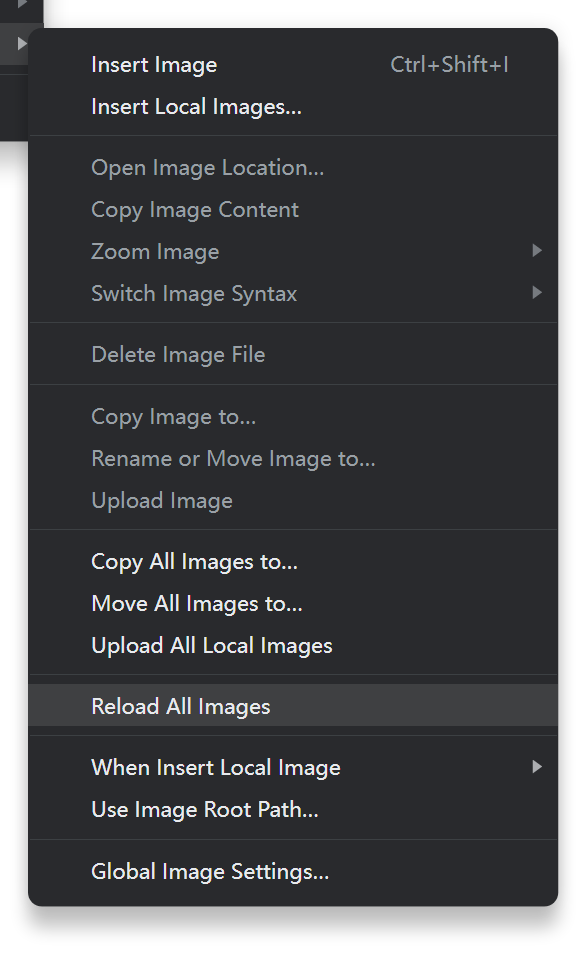 Insert Image Ctrl+Shift+I
Insert Local Images...
Open Image Location...
Copy Image Content
Zoom Image
Switch Image Syntax
Delete Image File
Copy Image to...
Rename or Move Image to...
Upload Image
Copy All Images to...
Move All Images to...
Upload All Local Images
Reload All Images
When Insert Local Image
Use Image Root Path...
Global Image Settings...